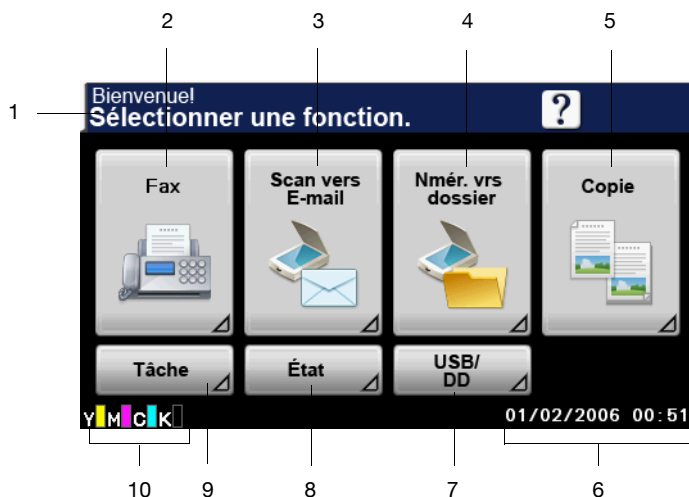 2 3 4 5
1
Bienvenue!
Sélectionner une fonction.
?
Fax
Scan vers
E-mail
Nmér. vrs
dossier
Copie
Tâche
État
USB/
DD
Y M C K
01/02/2006 00:51
10 9 8 7 6